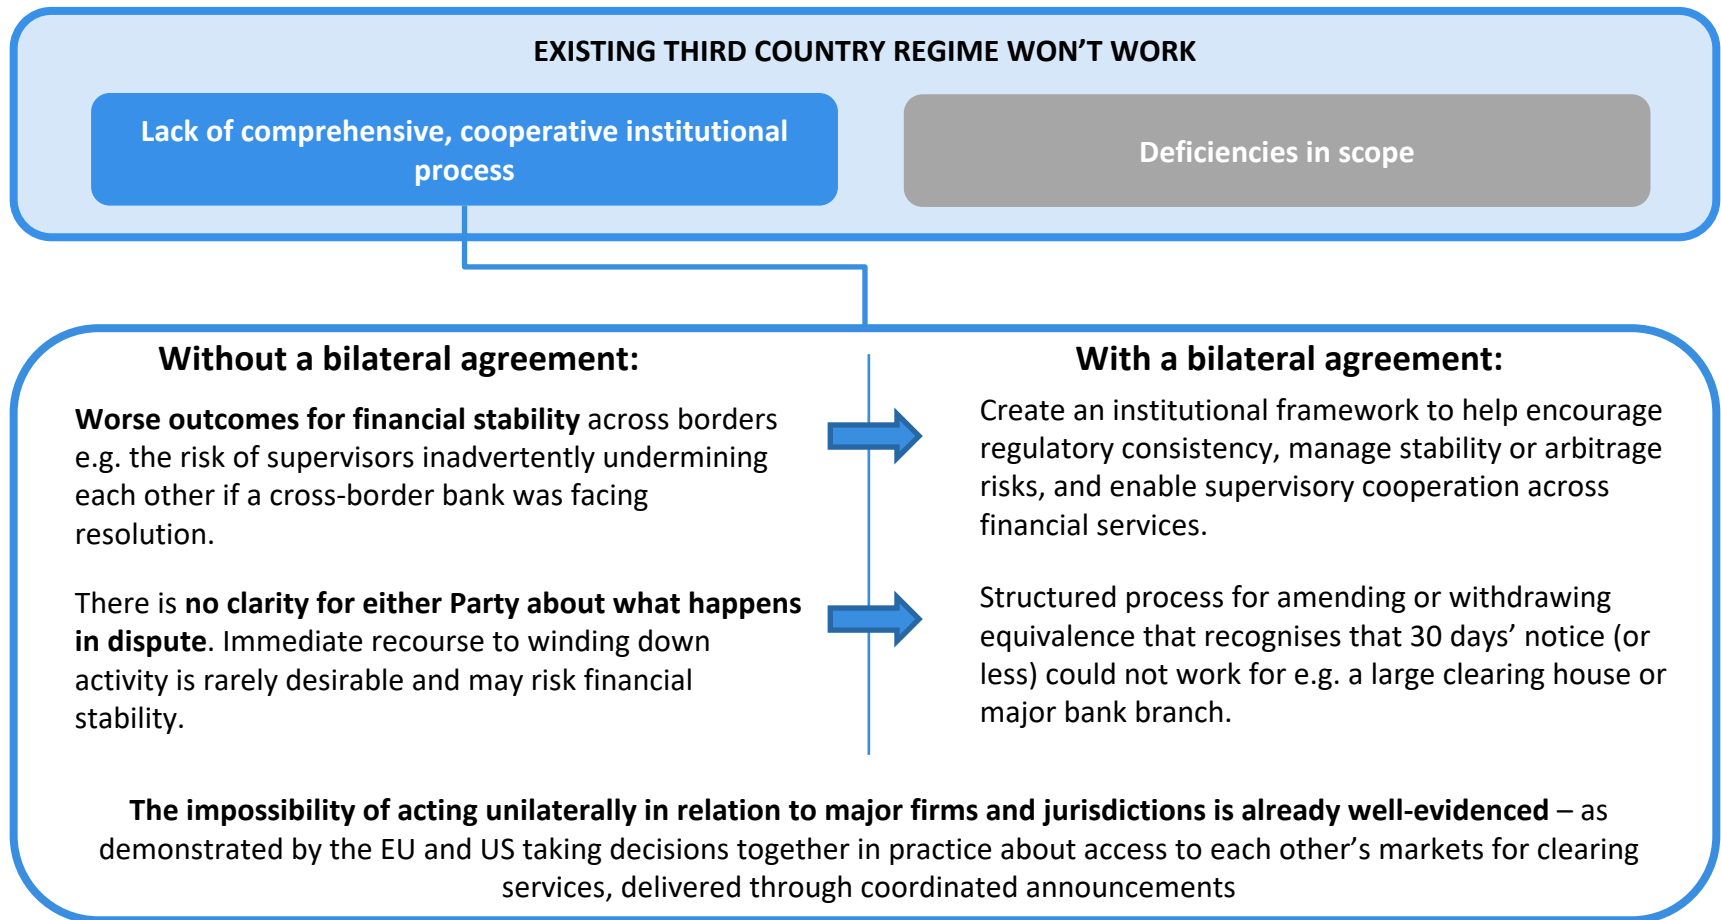 EXISTING THIRD COUNTRY REGIME WON’T WORK
Lack of comprehensive, cooperative institutional
process
Deficiencies in scope
Without a bilateral agreement:
Worse outcomes for financial stability across borders
e.g. the risk of supervisors inadvertently undermining
each other if a cross-border bank was facing
resolution.
There is no clarity for either Party about what happens
in dispute. Immediate recourse to winding down
activity is rarely desirable and may risk financial
stability.
With a bilateral agreement:
Create an institutional framework to help encourage
regulatory consistency, manage stability or arbitrage
risks, and enable supervisory cooperation across
financial services.
Structured process for amending or withdrawing
equivalence that recognises that 30 days’ notice (or
less) could not work for e.g. a large clearing house or
major bank branch.
The impossibility of acting unilaterally in relation to major firms and jurisdictions is already well-evidenced – as
demonstrated by the EU and US taking decisions together in practice about access to each other’s markets for clearing
services, delivered through coordinated announcements